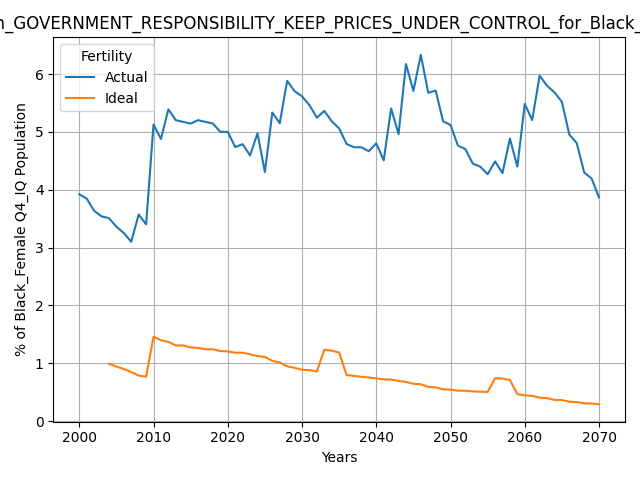 _GOVERNMENT_RESPONSIBILITY_KEEP_PRICES_UNDER_CONTROL_for_Black_
Fertility
Actual
Ideal
% of Black_Female Q4_IQ Population
6
5
4
3
2
1
0
2000 2010 2020 2030 2040 2050 2060 2070
Years